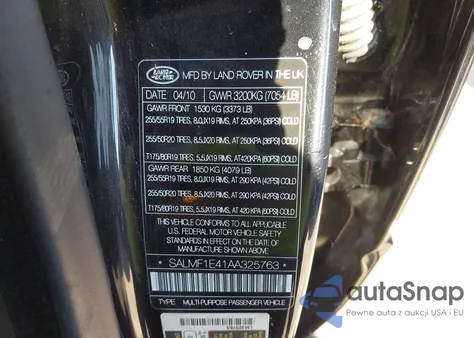 LAND ROVER
MFD BY LAND ROVER IN THE UK
DATE 04/10 GWR 3200KG (7054 LB)
GAWR FRONT 1530 KG (3373 LB)
255/55R19 TIRES, 8.0JX19 RIMS, AT 250KPA (36PSI) COLD
255/50R20 TIRES, 8.5JX20 RIMS, AT 250KPA (36PSI) COLD
T175/80R19 TIRES, 5.5JX19 RIMS, AT420KPA (60PSI) COLD
GAWR REAR 1850 KG (4079 LB)
255/55R19 TIRES, 8.0JX19 RIMS, AT 290 KPA (42PSI) COLD
255/50R20 TIRES, 8.5JX20 RIMS, AT 290 KPA (42PSI) COLD
T175/80R19 TIRES, 5.5JX19 RIMS, AT 420 KPA (60PSI) COLD
THIS VEHICLE CONFORMS TO ALL APPLICABLE
U.S. FEDERAL MOTOR VEHICLE SAFETY
STANDARDS IN EFFECT ON THE DATE OF
MANUFACTURE SHOWN ABOVE.
SALMF1E41AA325763
TYPE: MULTI-PURPOSE PASSENGER VEHICLE
autoSnap
Pewne auta z aukcji USA i EU